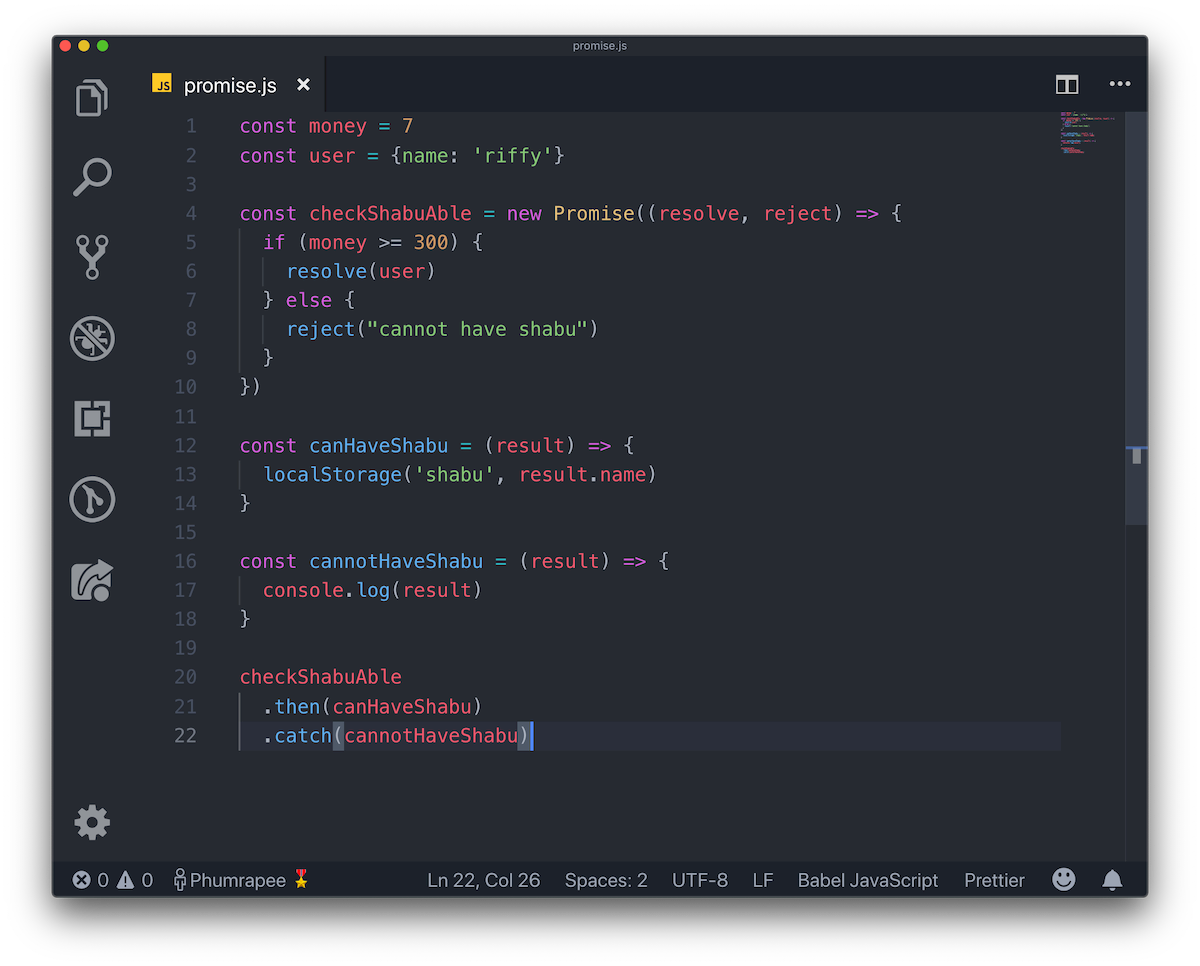 promise.js
JS promise.js ×
1 const money = 7
2 const user = {name: 'riffy'}
3
4 const checkShabuAble = new Promise((resolve, reject) => {
5   if (money >= 300) {
6     resolve(user)
7   } else {
8     reject("cannot have shabu")
9   }
10 })
11
12 const canHaveShabu = (result) => {
13   localStorage('shabu', result.name)
14 }
15
16 const cannotHaveShabu = (result) => {
17   console.log(result)
18 }
19
20 checkShabuAble
21   .then(canHaveShabu)
22   .catch(cannotHaveShabu)
0 0 Phumrapee🎖 Ln 22, Col 26 Spaces: 2 UTF-8 LF Babel JavaScript Prettier